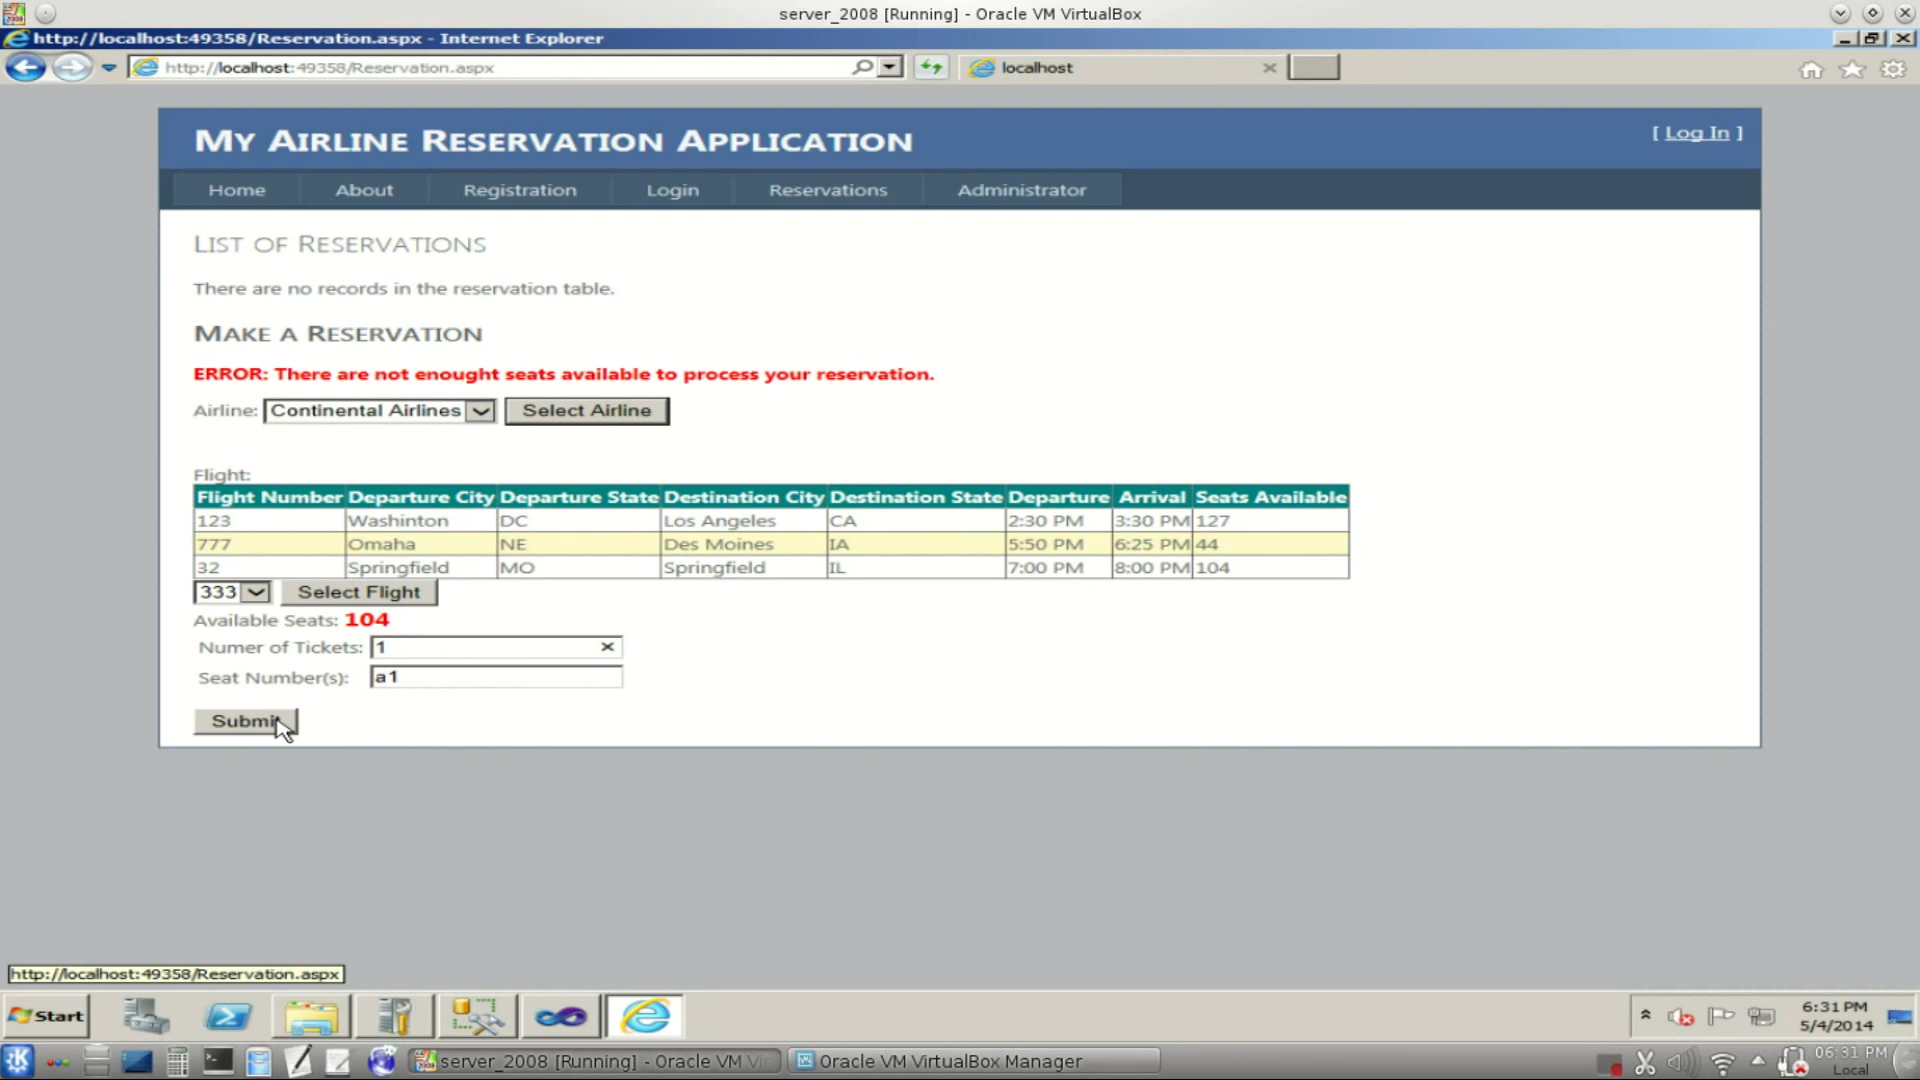 server_2008 [Running] - Oracle VM VirtualBox
http://localhost:49358/Reservation.aspx - Internet Explorer
http://localhost:49358/Reservation.aspx
localhost
MY AIRLINE RESERVATION APPLICATION
[ Log In ]
Home About Registration Login Reservations Administrator
LIST OF RESERVATIONS
There are no records in the reservation table.
MAKE A RESERVATION
ERROR: There are not enought seats available to process your reservation.
Airline: Continental Airlines Select Airline
Flight:
Flight Number Departure City Departure State Destination City Destination State Departure Arrival Seats Available
123 Washinton DC Los Angeles CA 2:30 PM 3:30 PM 127
777 Omaha NE Des Moines IA 5:50 PM 6:25 PM 44
32 Springfield MO Springfield IL 7:00 PM 8:00 PM 104
333 Select Flight
Available Seats: 104
Numer of Tickets: 1
Seat Number(s): a1
Submit
http://localhost:49358/Reservation.aspx
Start
6:31 PM
5/4/2014
server_2008 [Running] - Oracle VM
Oracle VM VirtualBox Manager
06:31 PM
Local